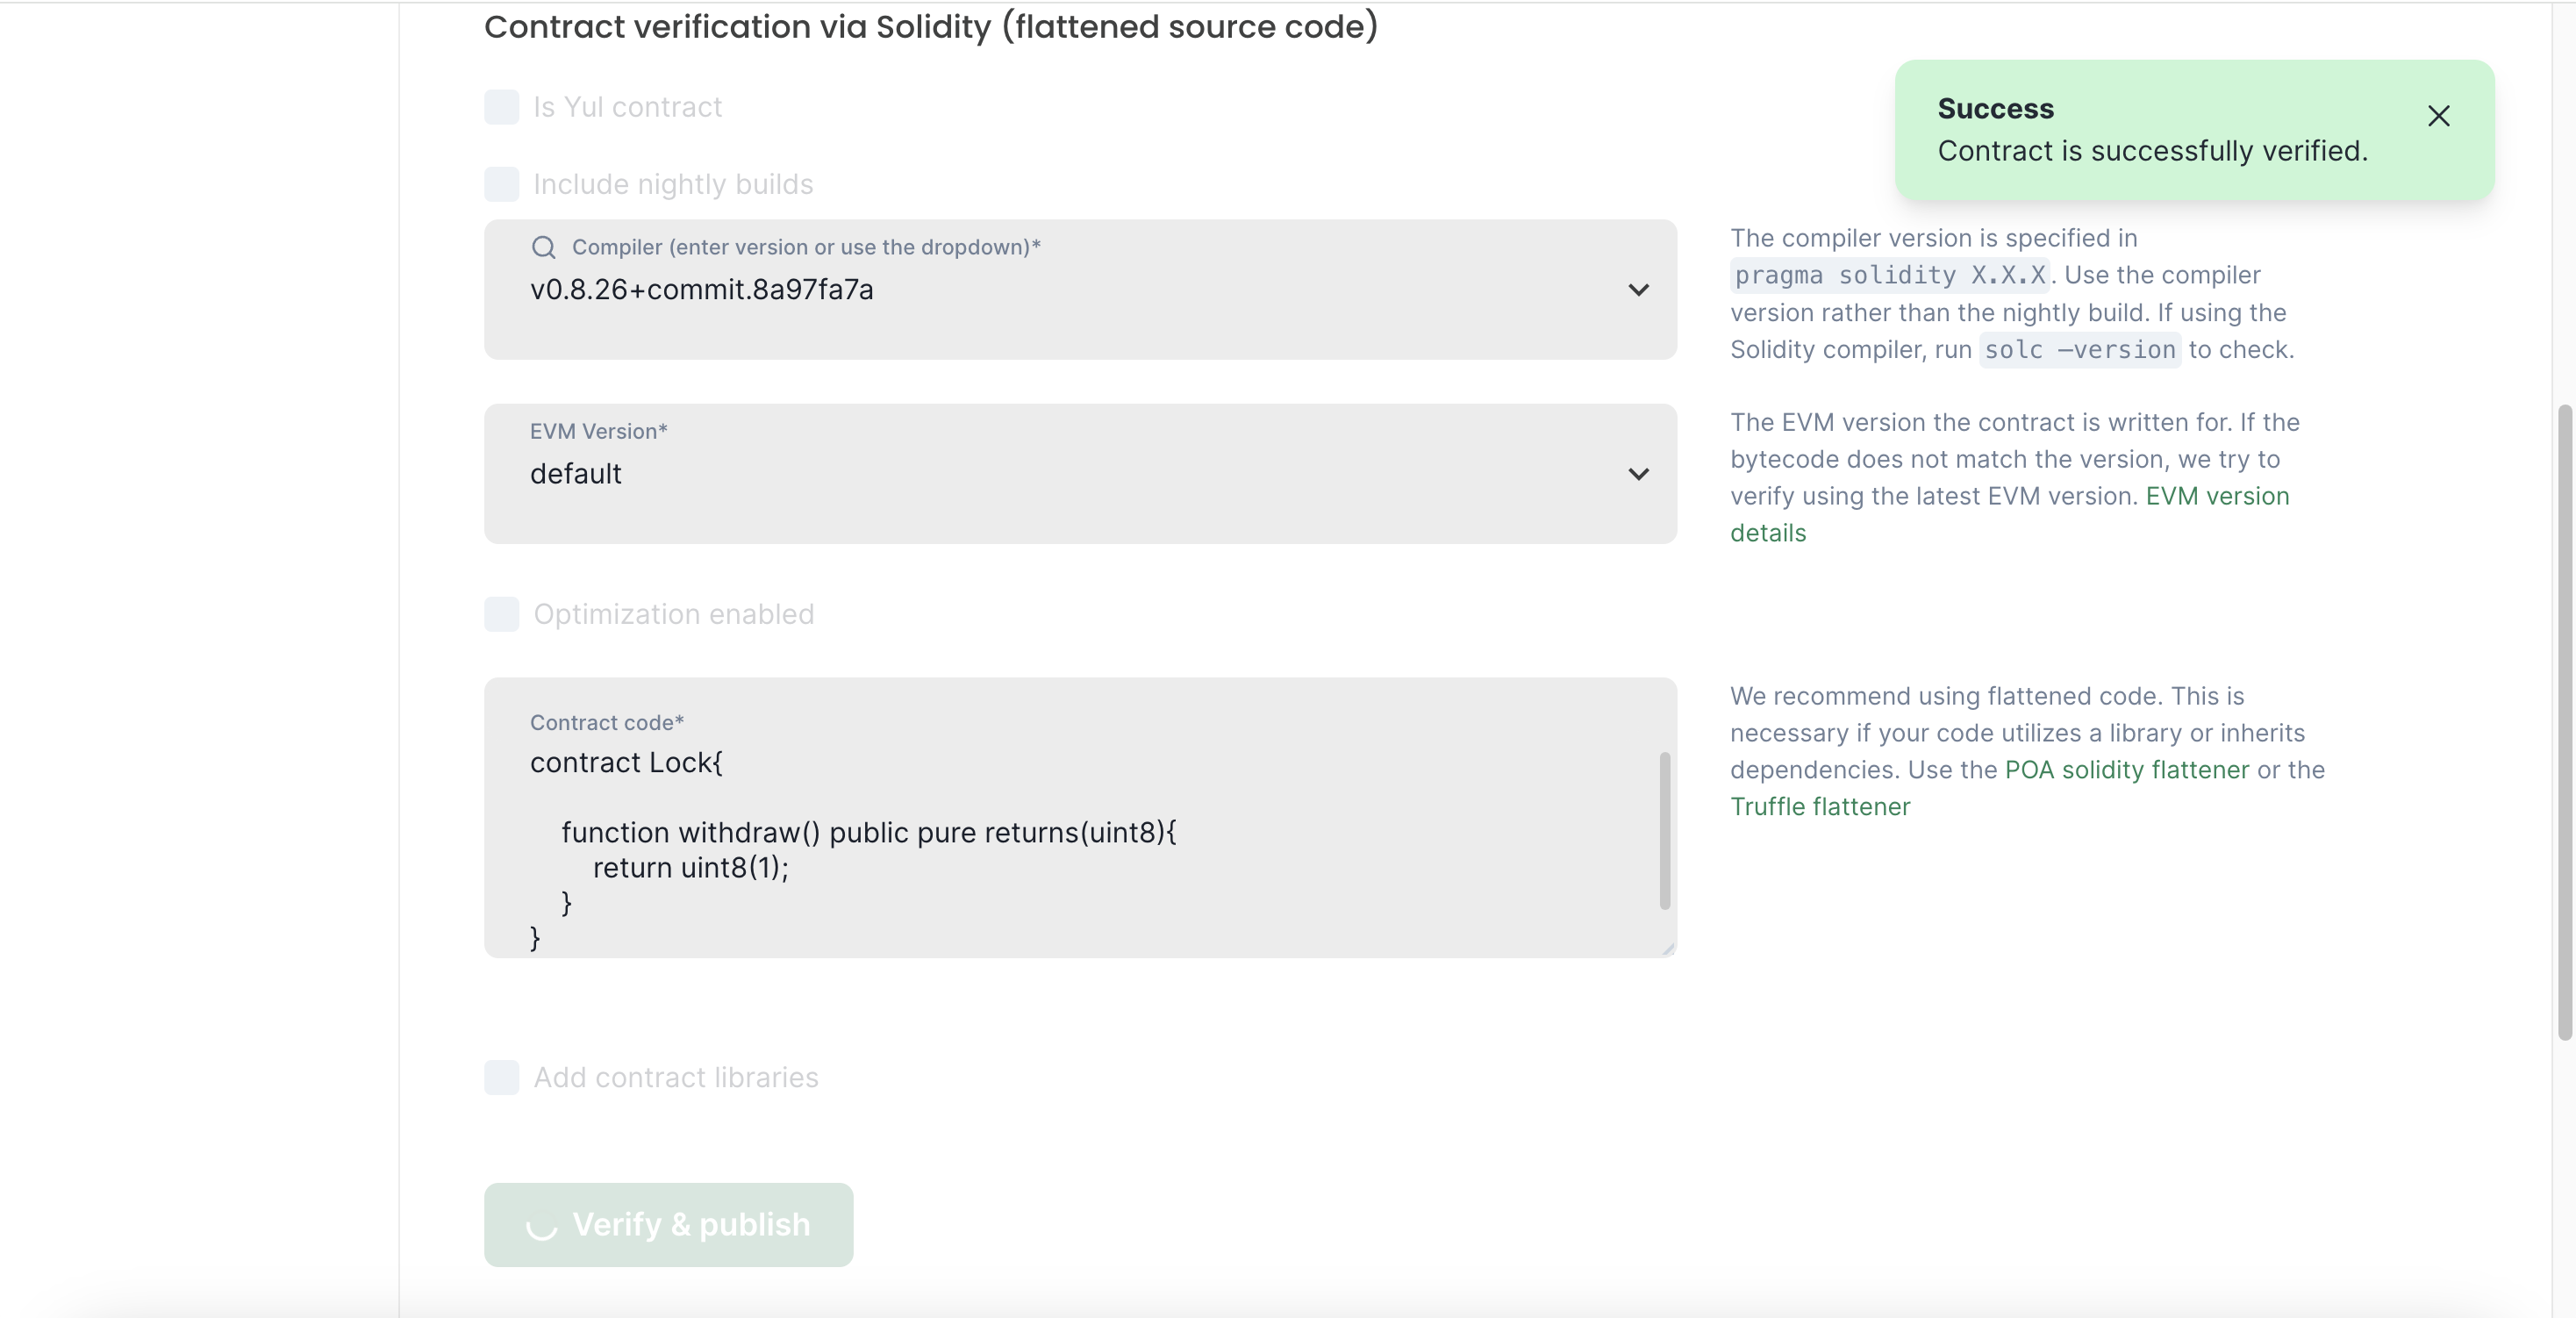 Contract verification via Solidity (flattened source code)
Is Yul contract
Success
Contract is successfully verified.
Include nightly builds
Compiler (enter version or use the dropdown)*
v0.8.26+commit.8a97fa7a
The compiler version is specified in
pragma solidity X.X.X. Use the compiler
version rather than the nightly build. If using the
Solidity compiler, run solc —version to check.
EVM Version*
default
The EVM version the contract is written for. If the
bytecode does not match the version, we try to
verify using the latest EVM version. EVM version
details
Optimization enabled
Contract code*
contract Lock{
function withdraw() public pure returns(uint8){
return uint8(1);
}
}
We recommend using flattened code. This is
necessary if your code utilizes a library or inherits
dependencies. Use the POA solidity flattener or the
Truffle flattener
Add contract libraries
Verify & publish